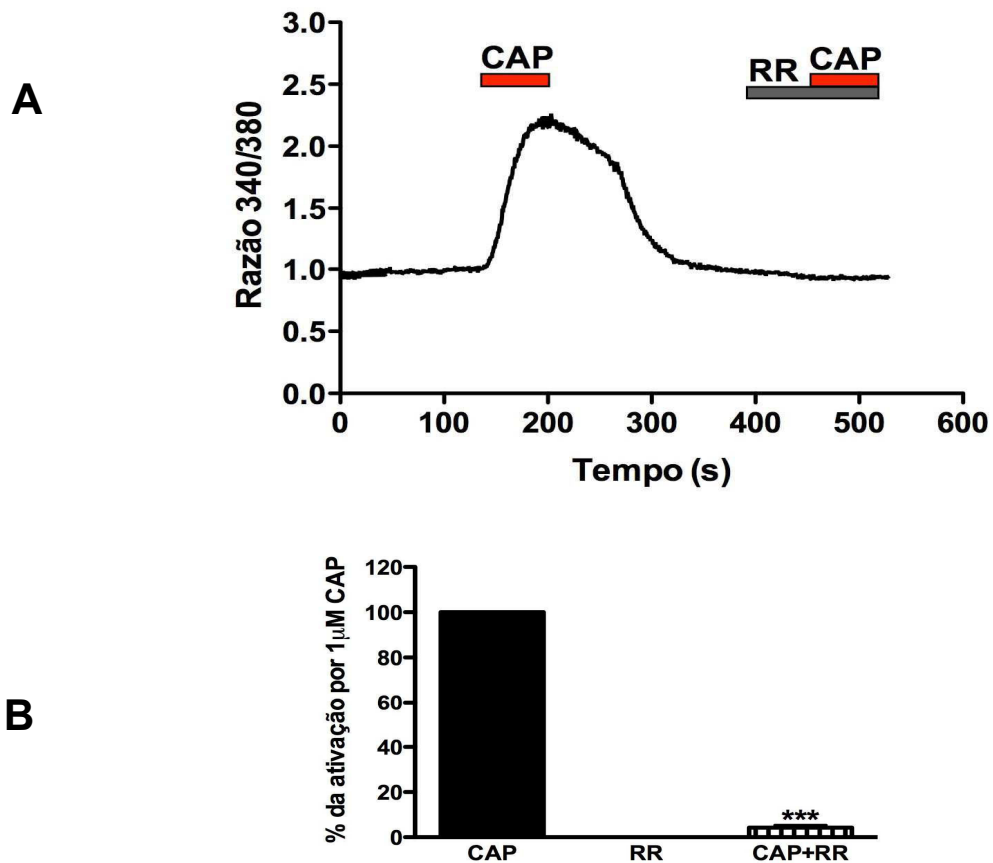 A
3.0
2.5
2.0
1.5
1.0
0.5
0.0
Razão 340/380
CAP
RR
CAP
0 100 200 300 400 500 600
Tempo (s)
B
120
100
80
60
40
20
0
% da ativação por 1µM CAP
***
CAP RR CAP+RR